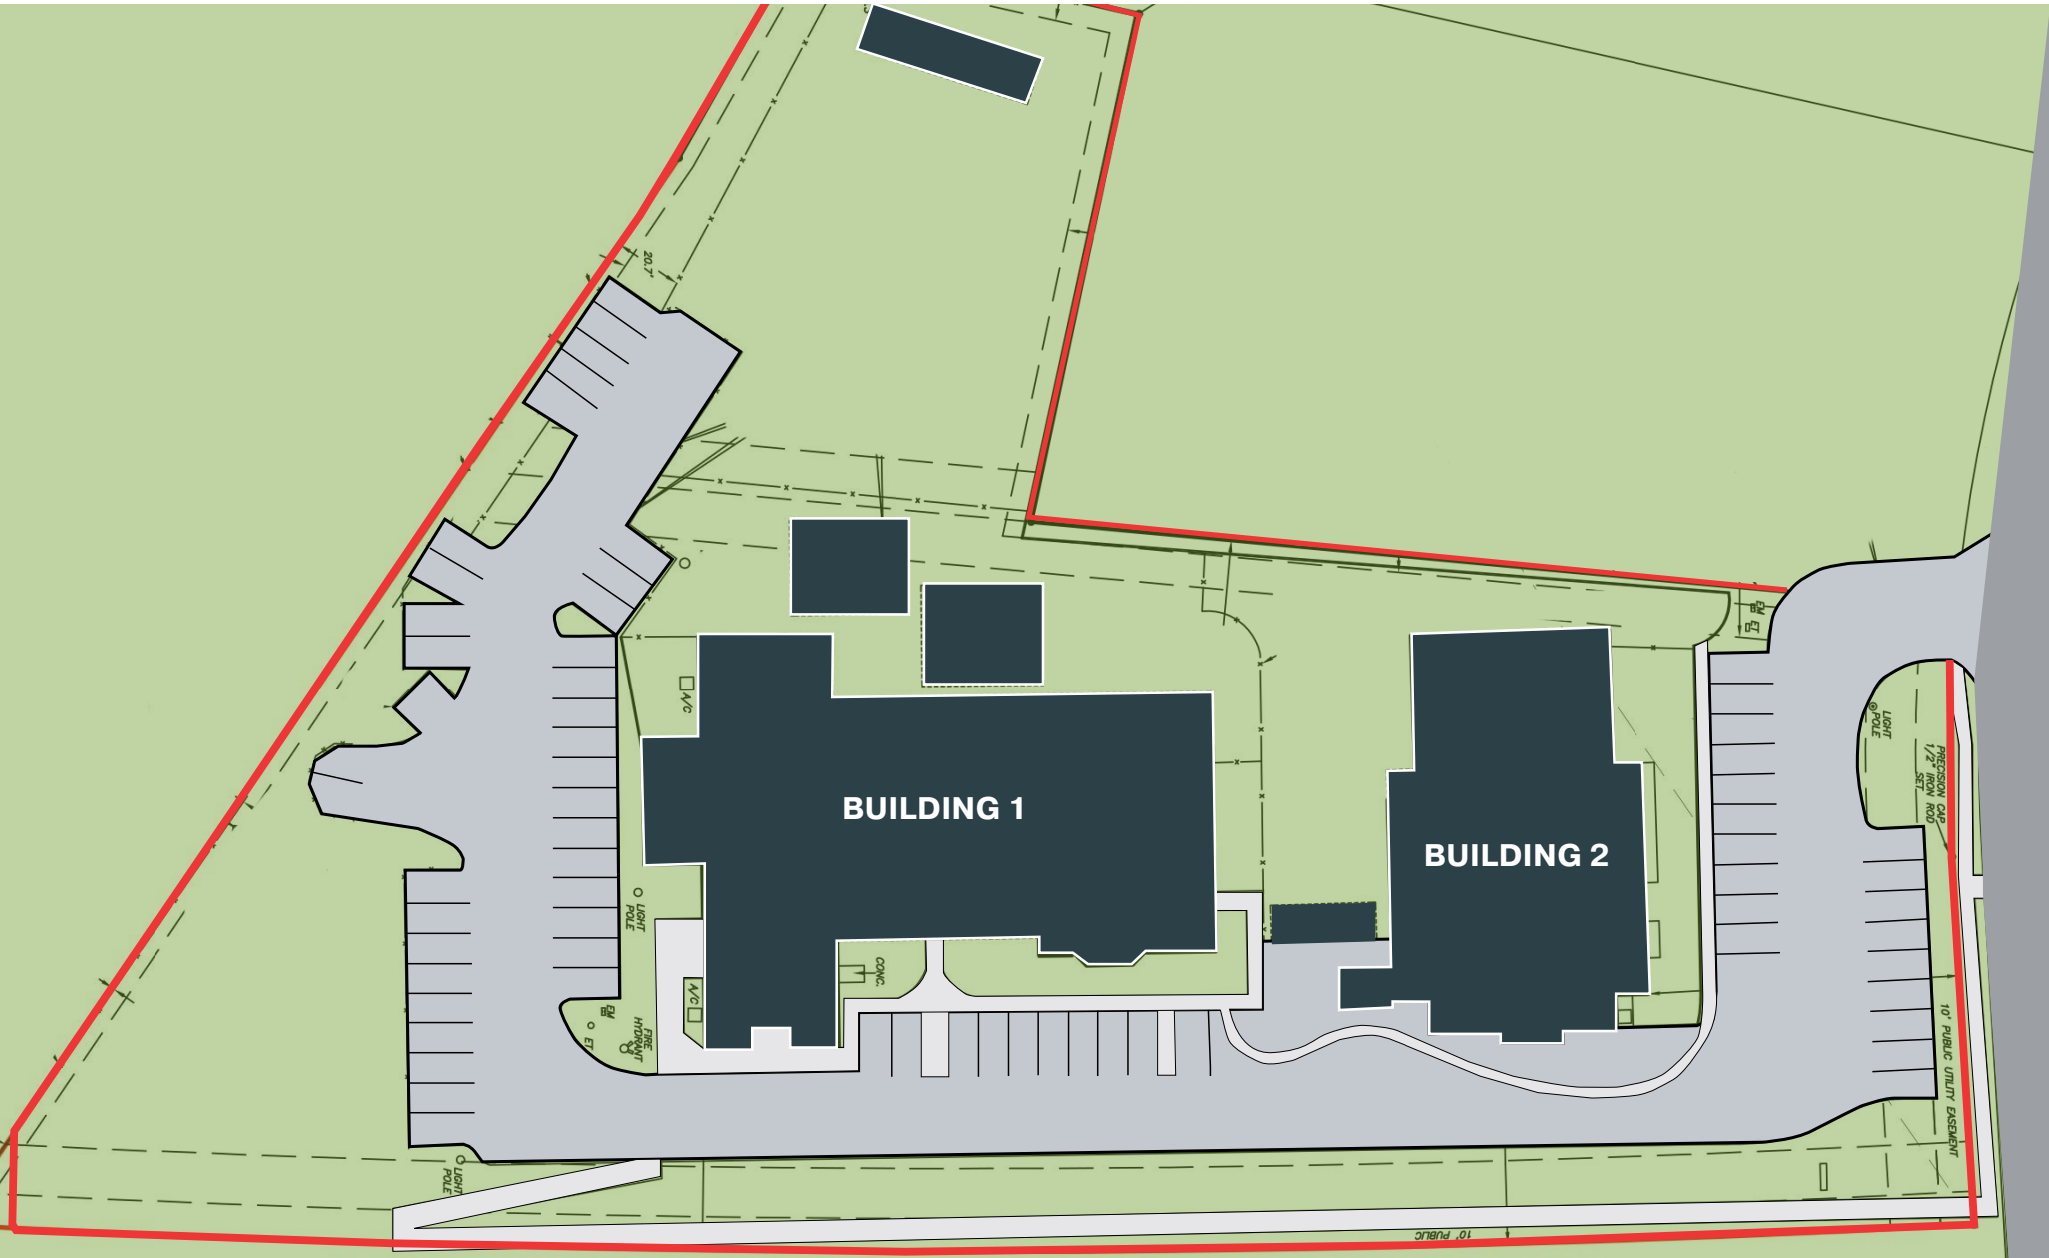 20.7'
EM
ET
LIGHT
POLE
PRECISION CAP
1/2" IRON ROD
SET
A/C
BUILDING 1
BUILDING 2
LIGHT
POLE
CONC.
A/C
EM
ET
FIRE
HYDRANT
10' PUBLIC UTILITY EASEMENT
LIGHT
POLE
10' PUBLIC